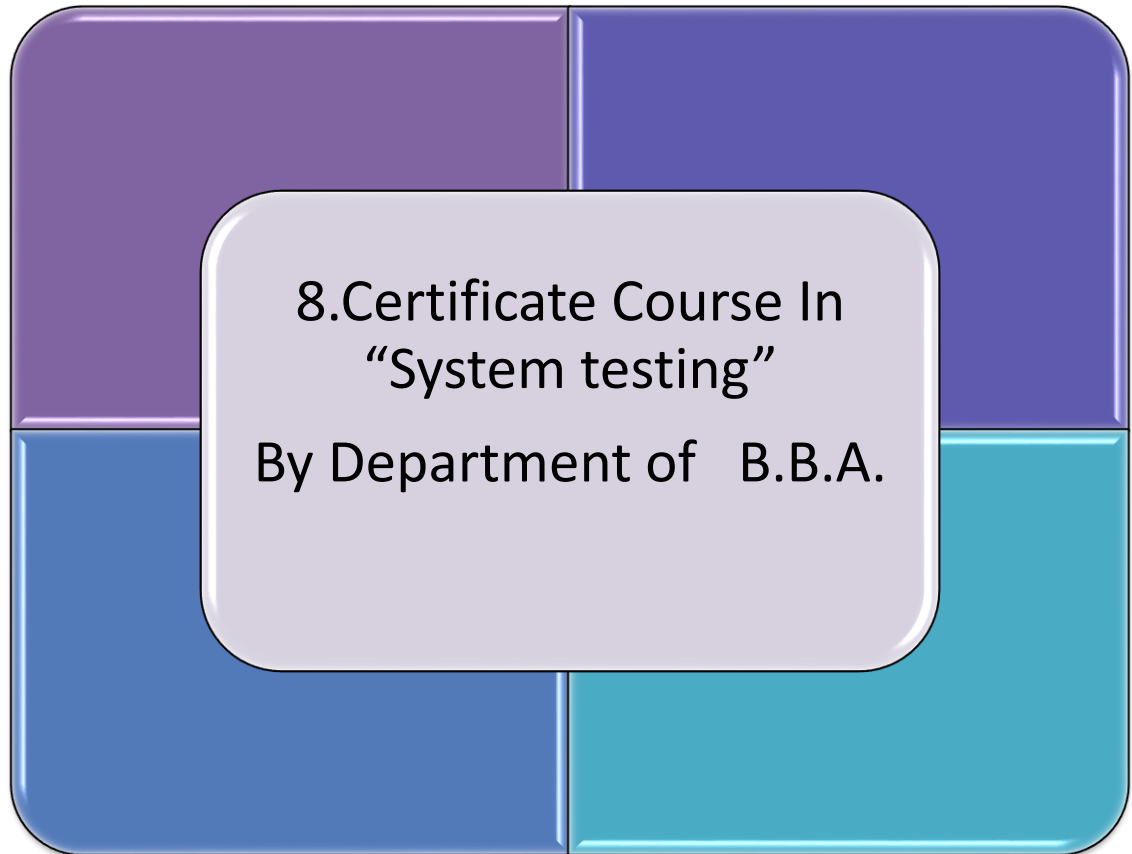 8.Certificate Course In
“System testing”
By Department of   B.B.A.